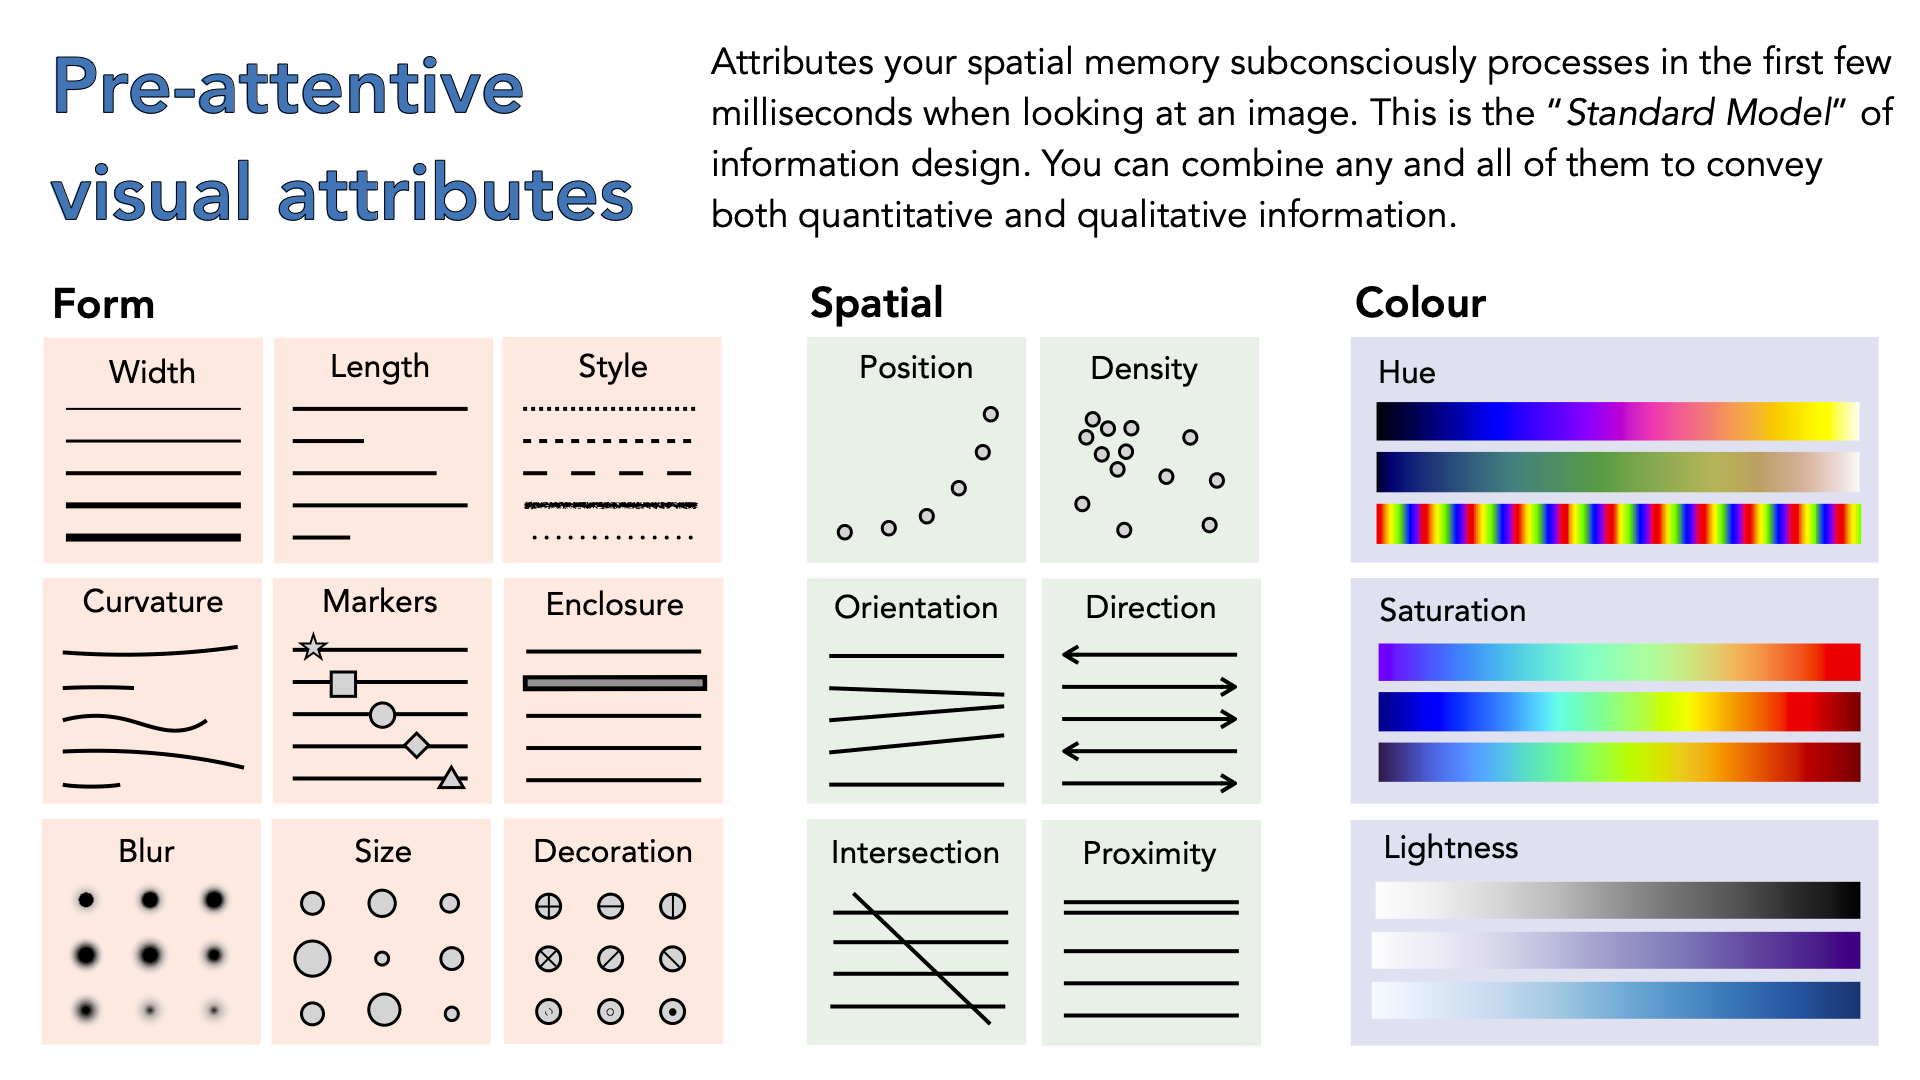 Pre-attentive
visual attributes
Attributes your spatial memory subconsciously processes in the first few
milliseconds when looking at an image. This is the “Standard Model” of
information design. You can combine any and all of them to convey
both quantitative and qualitative information.
Form
Width
Length
Style
Curvature
Markers
Enclosure
Blur
Size
Decoration
Spatial
Position
Density
Orientation
Direction
Intersection
Proximity
Colour
Hue
Saturation
Lightness